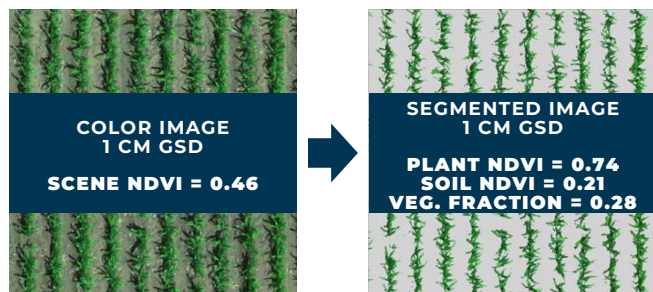 COLOR IMAGE
1 CM GSD
SCENE NDVI = 0.46
SEGMENTED IMAGE
1 CM GSD
PLANT NDVI = 0.74
SOIL NDVI = 0.21
VEG. FRACTION = 0.28